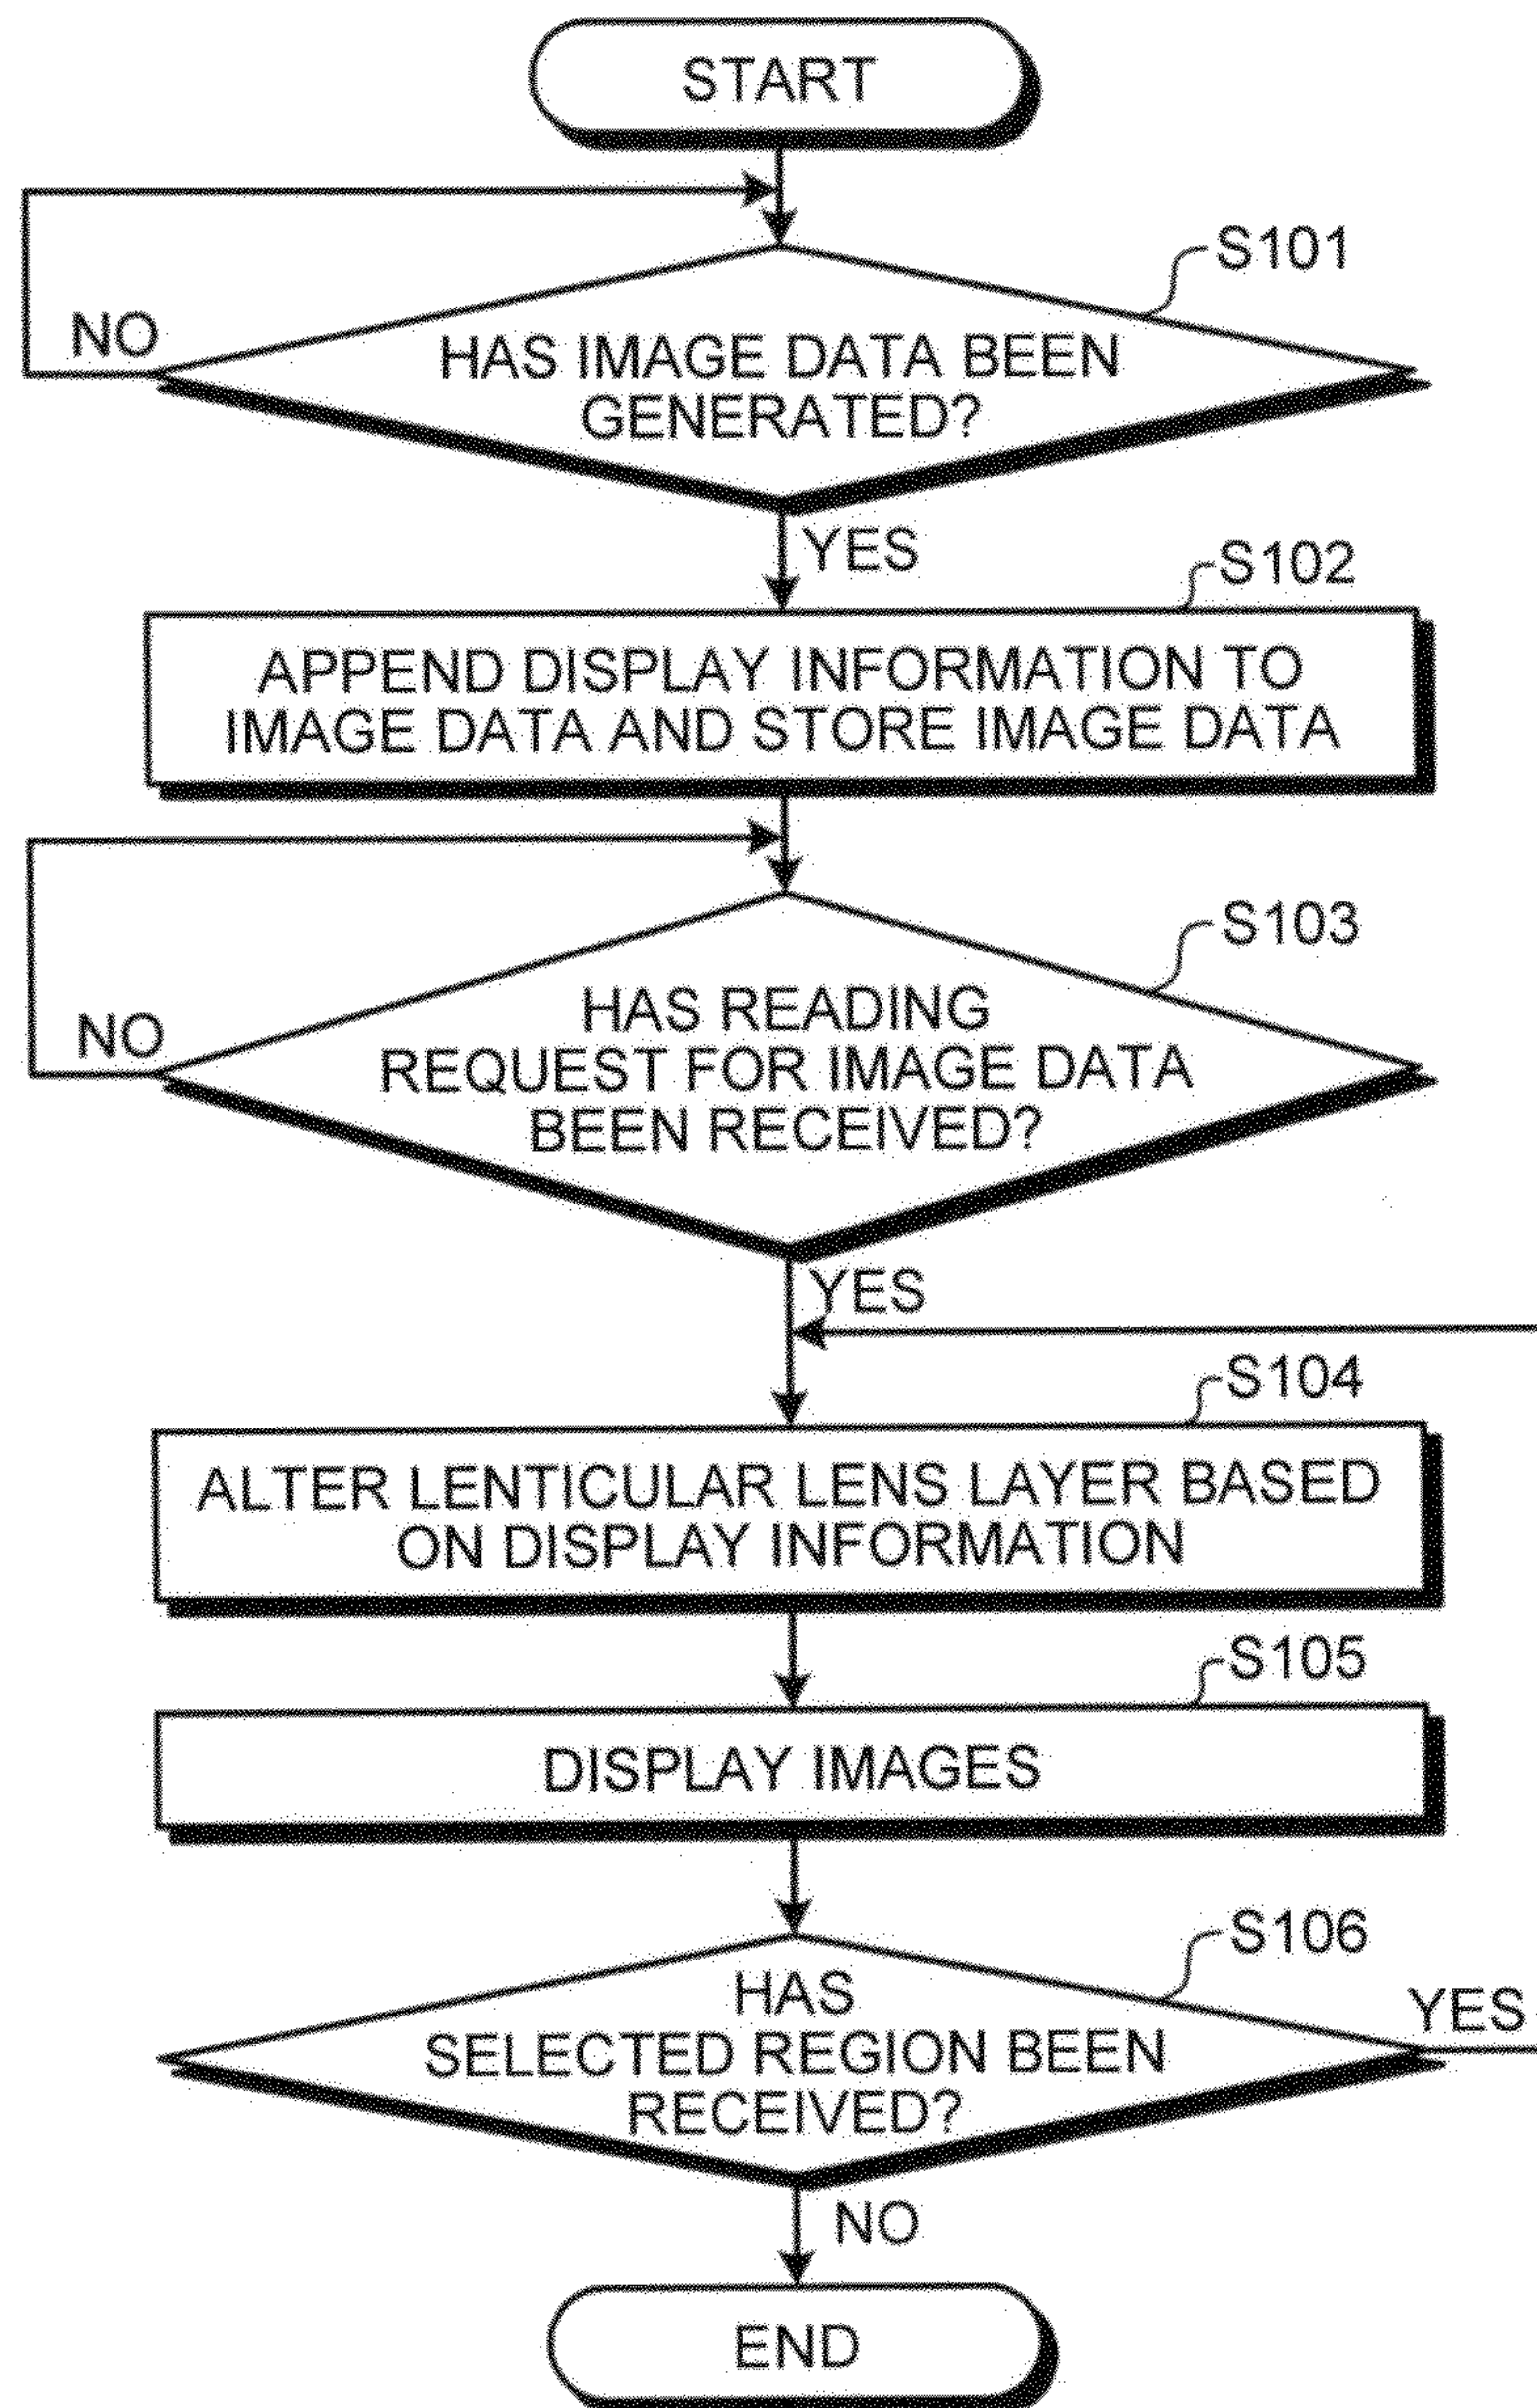 START
S101
NO
HAS IMAGE DATA BEEN
GENERATED?
YES
S102
APPEND DISPLAY INFORMATION TO
IMAGE DATA AND STORE IMAGE DATA
S103
HAS READING
NO
REQUEST FOR IMAGE DATA
BEEN RECEIVED?
YES
S104
ALTER LENTICULAR LENS LAYER BASED
ON DISPLAY INFORMATION
S105
DISPLAY IMAGES
S106
HAS
YES
SELECTED REGION BEEN
RECEIVED?
NO
END